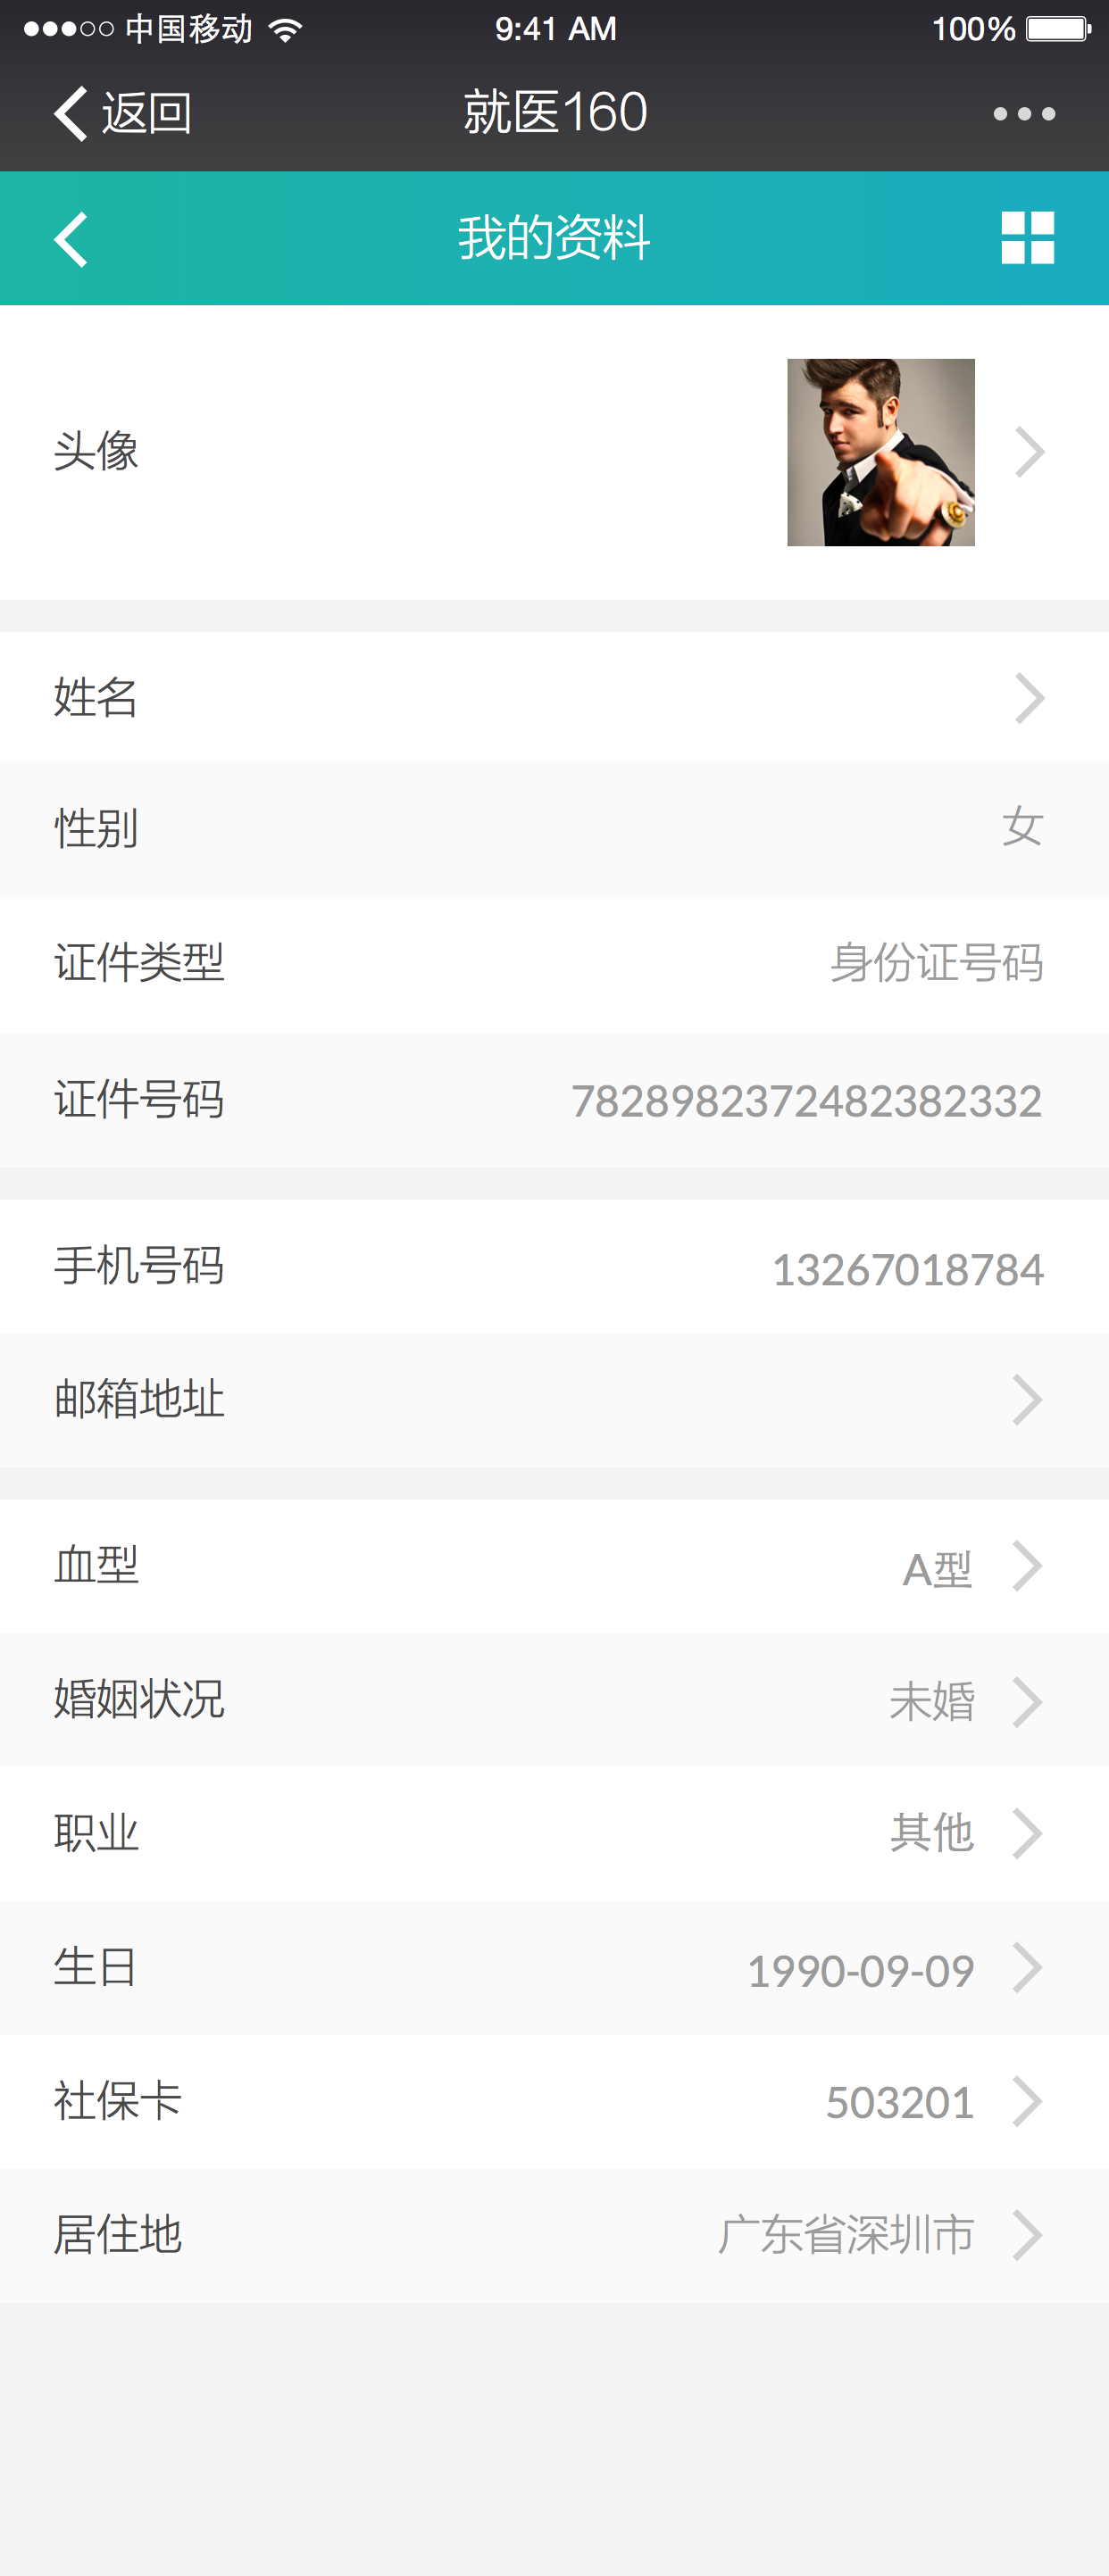 中国移动 9:41 AM 100%
返回 就医160
我的资料
头像
姓名
性别 女
证件类型 身份证号码
证件号码 7828982372482382332
手机号码 13267018784
邮箱地址
血型 A型
婚姻状况 未婚
职业 其他
生日 1990-09-09
社保卡 503201
居住地 广东省深圳市